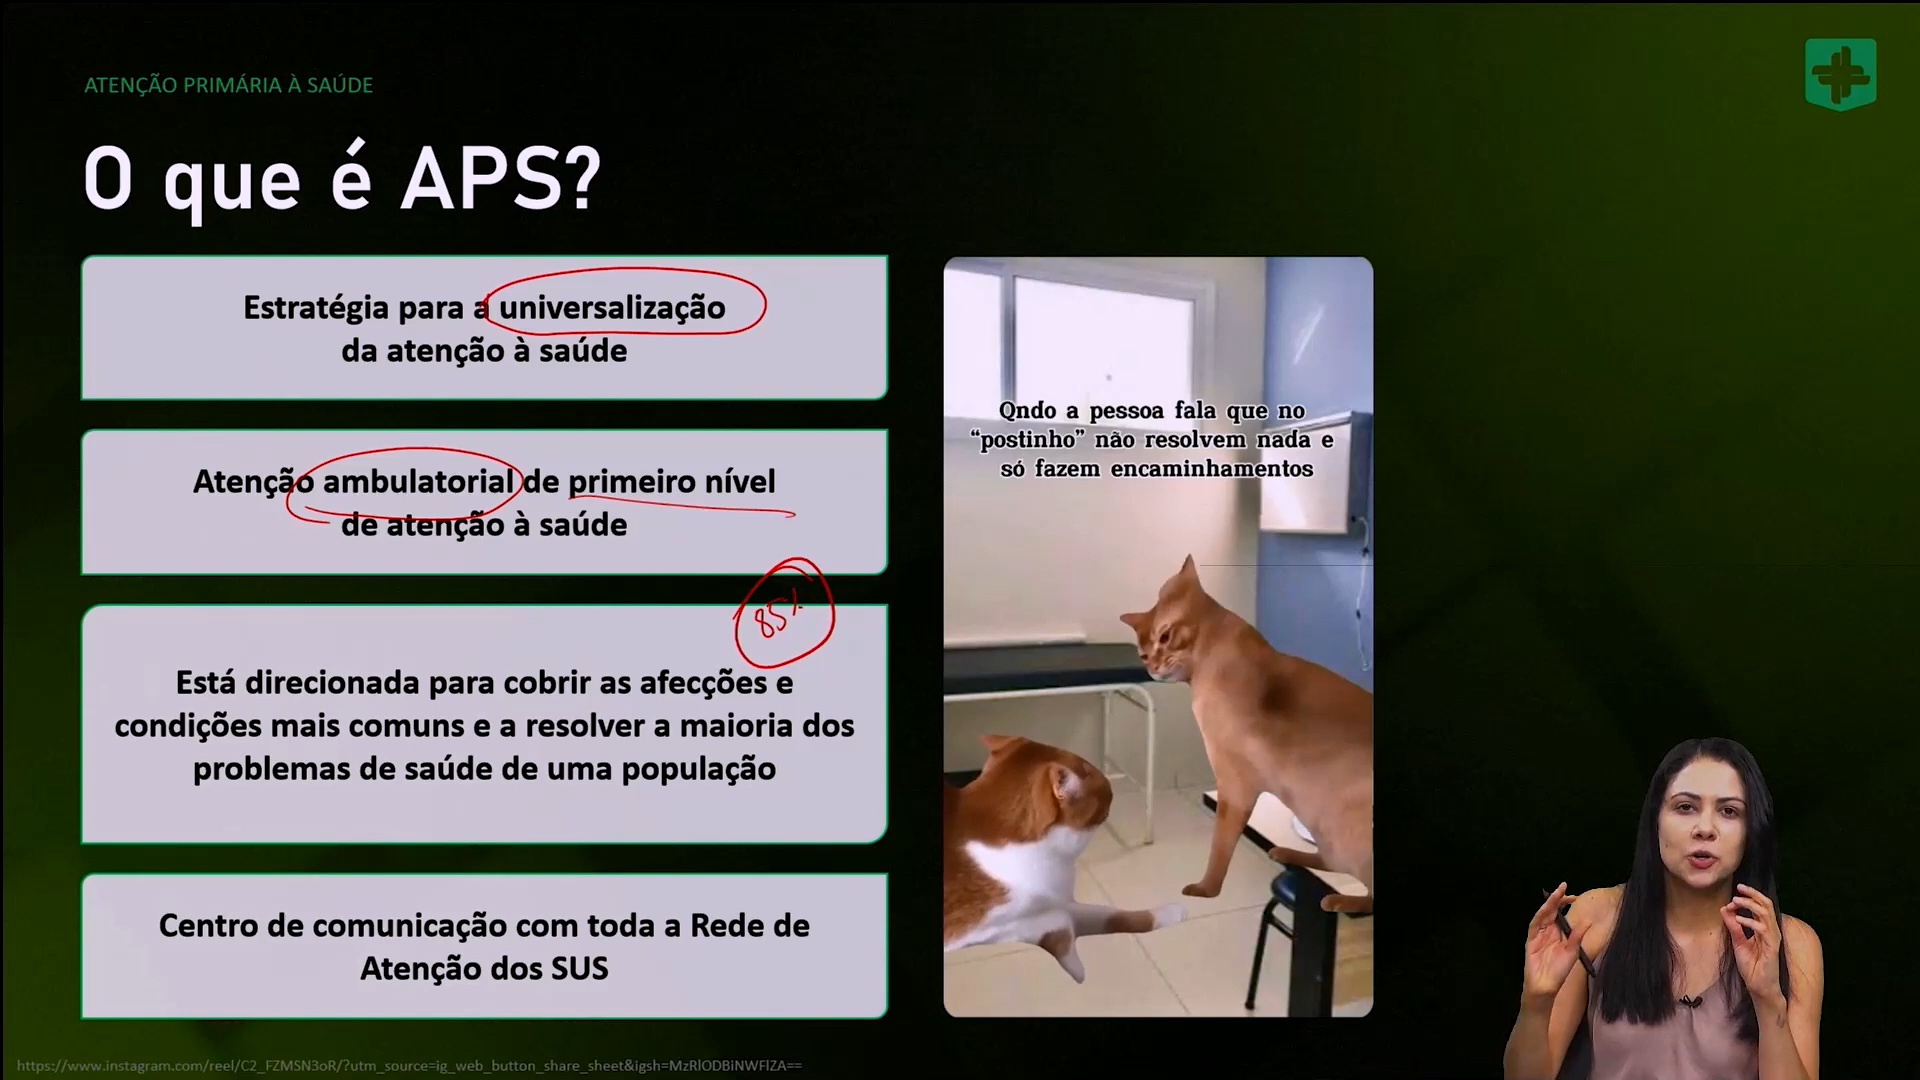 ATENÇÃO PRIMÁRIA À SAÚDE
O que é APS?
Estratégia para a universalização
da atenção à saúde
Atenção ambulatorial de primeiro nível
de atenção à saúde
85%
Está direcionada para cobrir as afecções e
condições mais comuns e a resolver a maioria dos
problemas de saúde de uma população
Centro de comunicação com toda a Rede de
Atenção dos SUS
Qndo a pessoa fala que no
“postinho” não resolvem nada e
só fazem encaminhamentos
https://www.instagram.com/reel/C2_FZMSN3oR/?utm_source=ig_web_button_share_sheet&igsh=MzRlODBiNWFlZA==